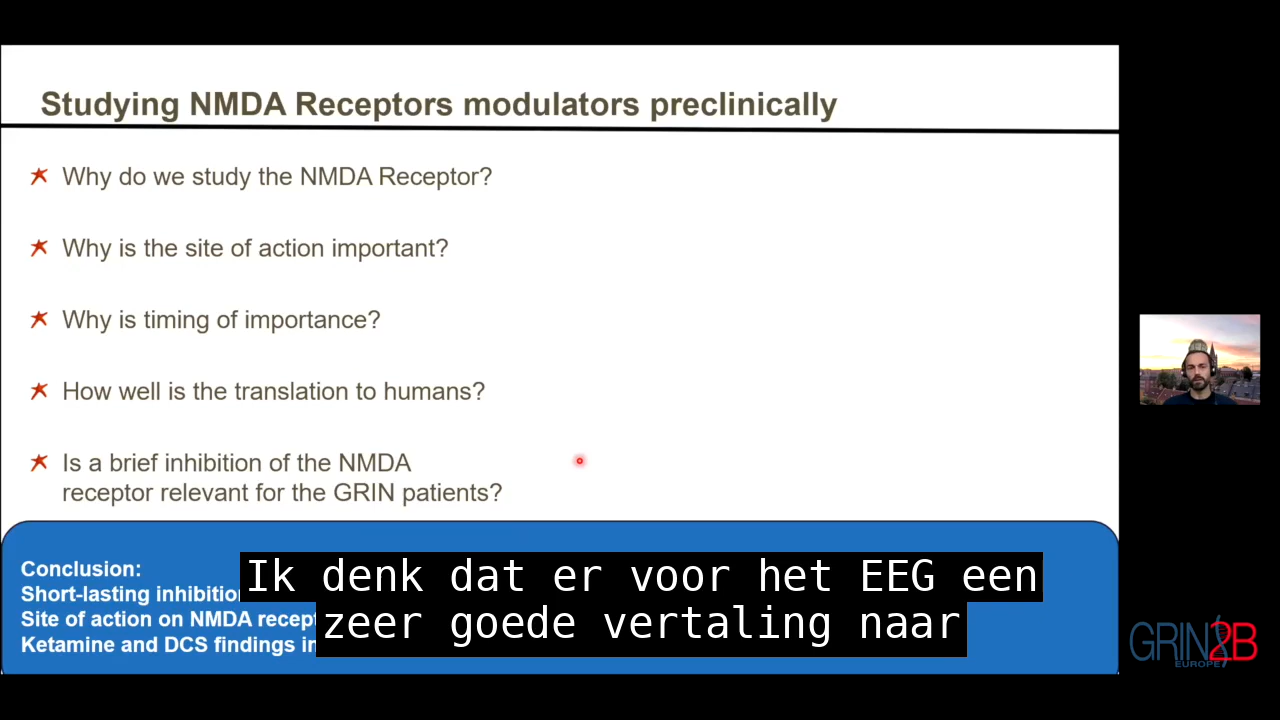 Studying NMDA Receptors modulators preclinically
Why do we study the NMDA Receptor?
Why is the site of action important?
Why is timing of importance?
How well is the translation to humans?
Is a brief inhibition of the NMDA
receptor relevant for the GRIN patients?
Conclusion:
Short-lasting inhibition
Site of action on NMDA recept
Ketamine and DCS findings in
Ik denk dat er voor het EEG een
zeer goede vertaling naar
GRIN2B
EUROPE